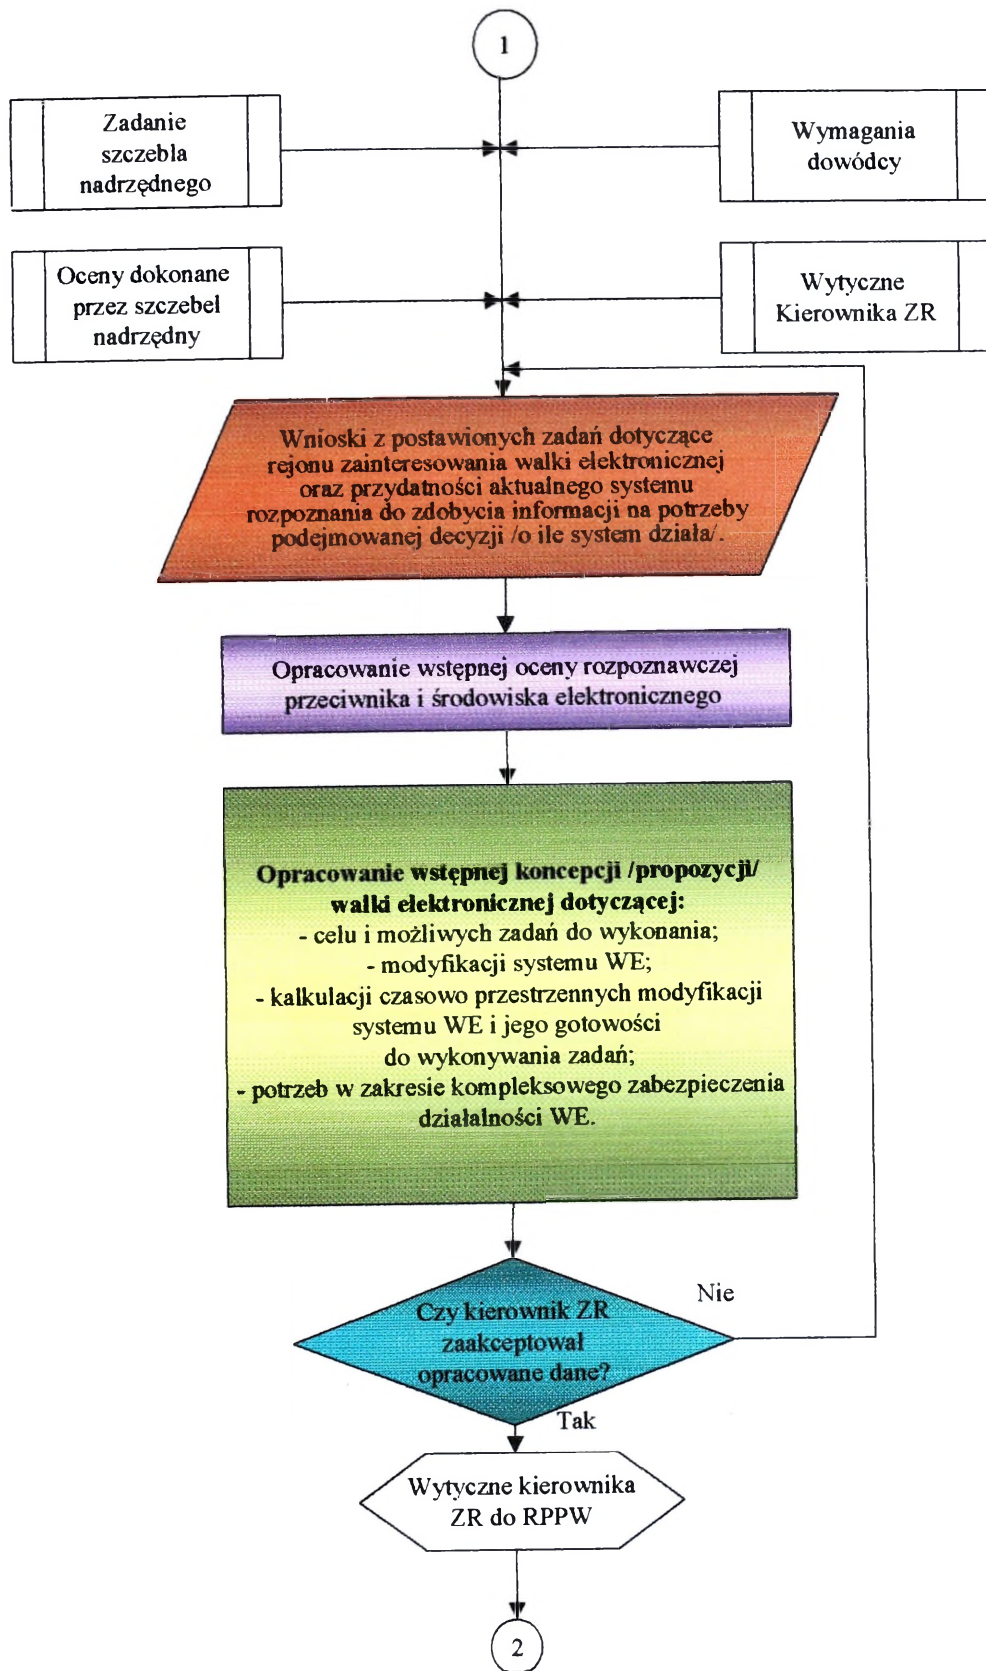 1
Zadanie
szczebla
nadrzędnego
Wymagania
dowódcy
Oceny dokonane
przez szczebel
nadrzędny
Wytyczne
Kierownika ZR
Wnioski z postawionych zadań dotyczące
rejonu zainteresowania walki elektronicznej
oraz przydatności aktualnego systemu
rozpoznania do zdobycia informacji na potrzeby
podejmowanej decyzji /o ile system działa/.
Opracowanie wstępnej oceny rozpoznawczej
przeciwnika i środowiska elektronicznego
Opracowanie wstępnej koncepcji /propozycji/
walki elektronicznej dotyczącej:
- celu i możliwych zadań do wykonania;
- modyfikacji systemu WE;
- kalkulacji czasowo przestrzennych modyfikacji
systemu WE i jego gotowości
do wykonywania zadań;
- potrzeb w zakresie kompleksowego zabezpieczenia
działalności WE.
Czy kierownik ZR
zaakceptował
opracowane dane?
Nie
Tak
Wytyczne kierownika
ZR do RPPW
2